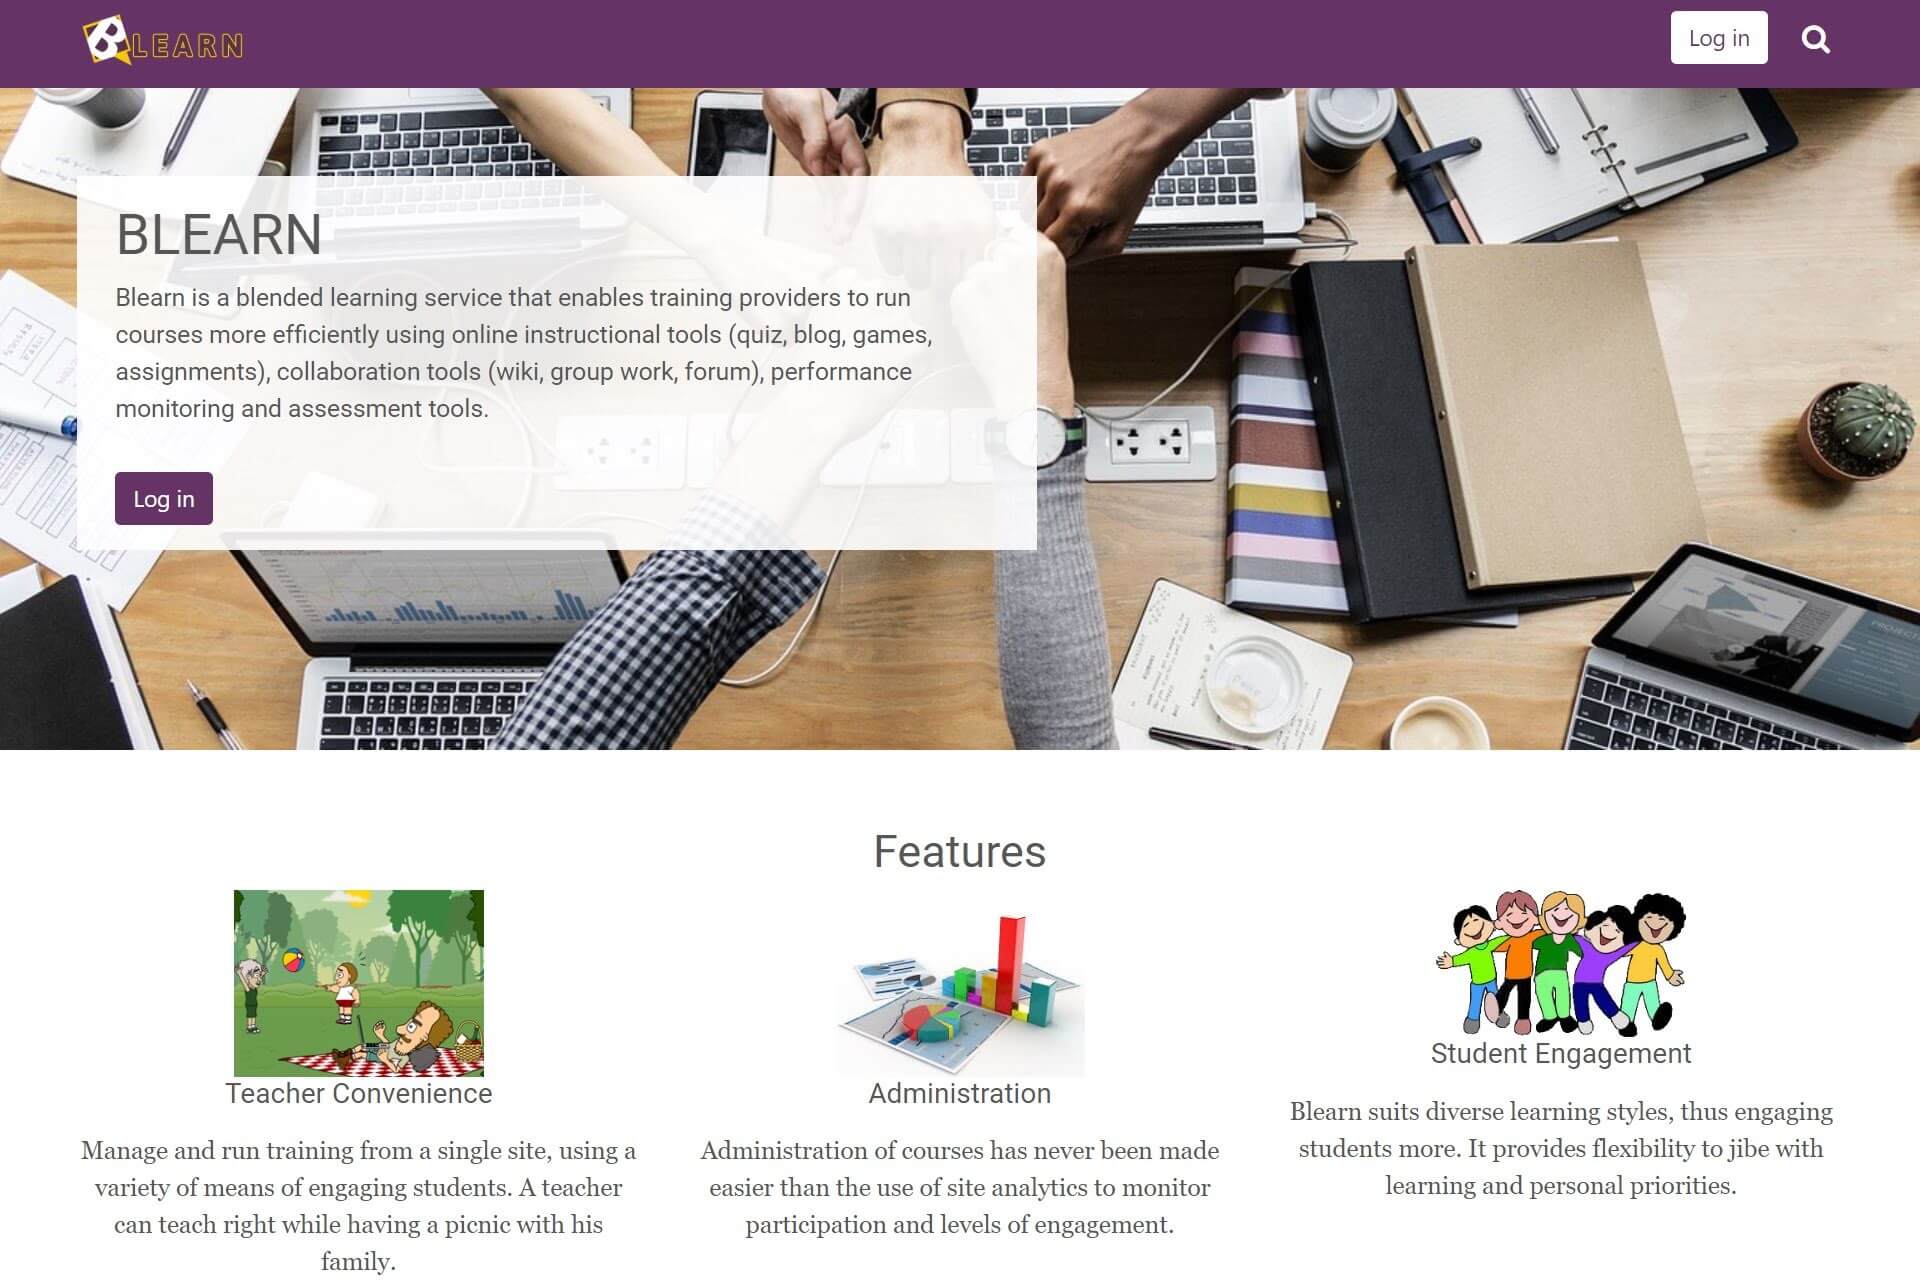 BLEARN
Log in
BLEARN
Blearn is a blended learning service that enables training providers to run
courses more efficiently using online instructional tools (quiz, blog, games,
assignments), collaboration tools (wiki, group work, forum), performance
monitoring and assessment tools.
Log in
Features
Teacher Convenience
Manage and run training from a single site, using a
variety of means of engaging students. A teacher
can teach right while having a picnic with his
family.
Administration
Administration of courses has never been made
easier than the use of site analytics to monitor
participation and levels of engagement.
Student Engagement
Blearn suits diverse learning styles, thus engaging
students more. It provides flexibility to jibe with
learning and personal priorities.